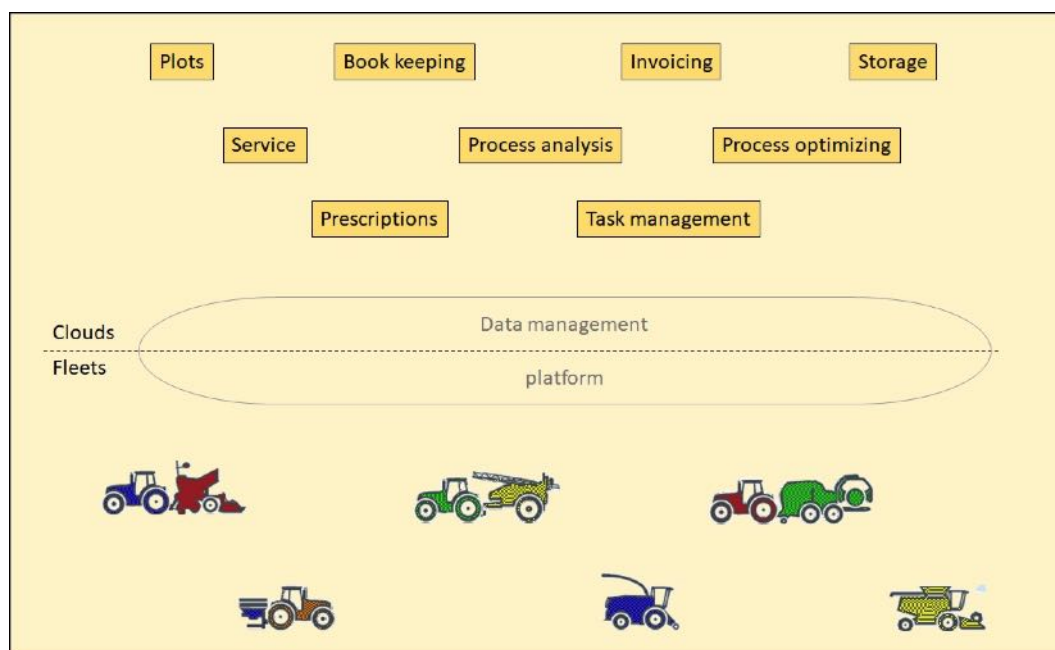 Plots
Book keeping
Invoicing
Storage
Service
Process analysis
Process optimizing
Prescriptions
Task management
Data management
Clouds
Fleets
platform